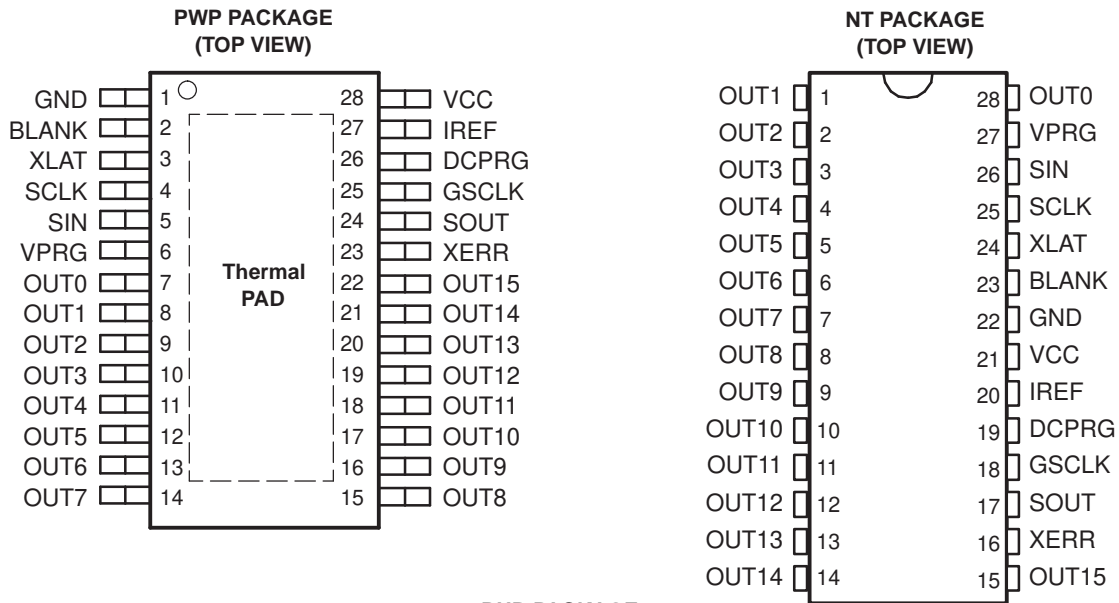 PWP PACKAGE
(TOP VIEW)
GND 1 28 VCC
BLANK 2 27 IREF
XLAT 3 26 DCPRG
SCLK 4 25 GSCLK
SIN 5 24 SOUT
VPRG 6 23 XERR
OUT0 7 22 OUT15
OUT1 8 21 OUT14
OUT2 9 20 OUT13
OUT3 10 19 OUT12
OUT4 11 18 OUT11
OUT5 12 17 OUT10
OUT6 13 16 OUT9
OUT7 14 15 OUT8
Thermal
PAD
NT PACKAGE
(TOP VIEW)
OUT1 1 28 OUT0
OUT2 2 27 VPRG
OUT3 3 26 SIN
OUT4 4 25 SCLK
OUT5 5 24 XLAT
OUT6 6 23 BLANK
OUT7 7 22 GND
OUT8 8 21 VCC
OUT9 9 20 IREF
OUT10 10 19 DCPRG
OUT11 11 18 GSCLK
OUT12 12 17 SOUT
OUT13 13 16 XERR
OUT14 14 15 OUT15